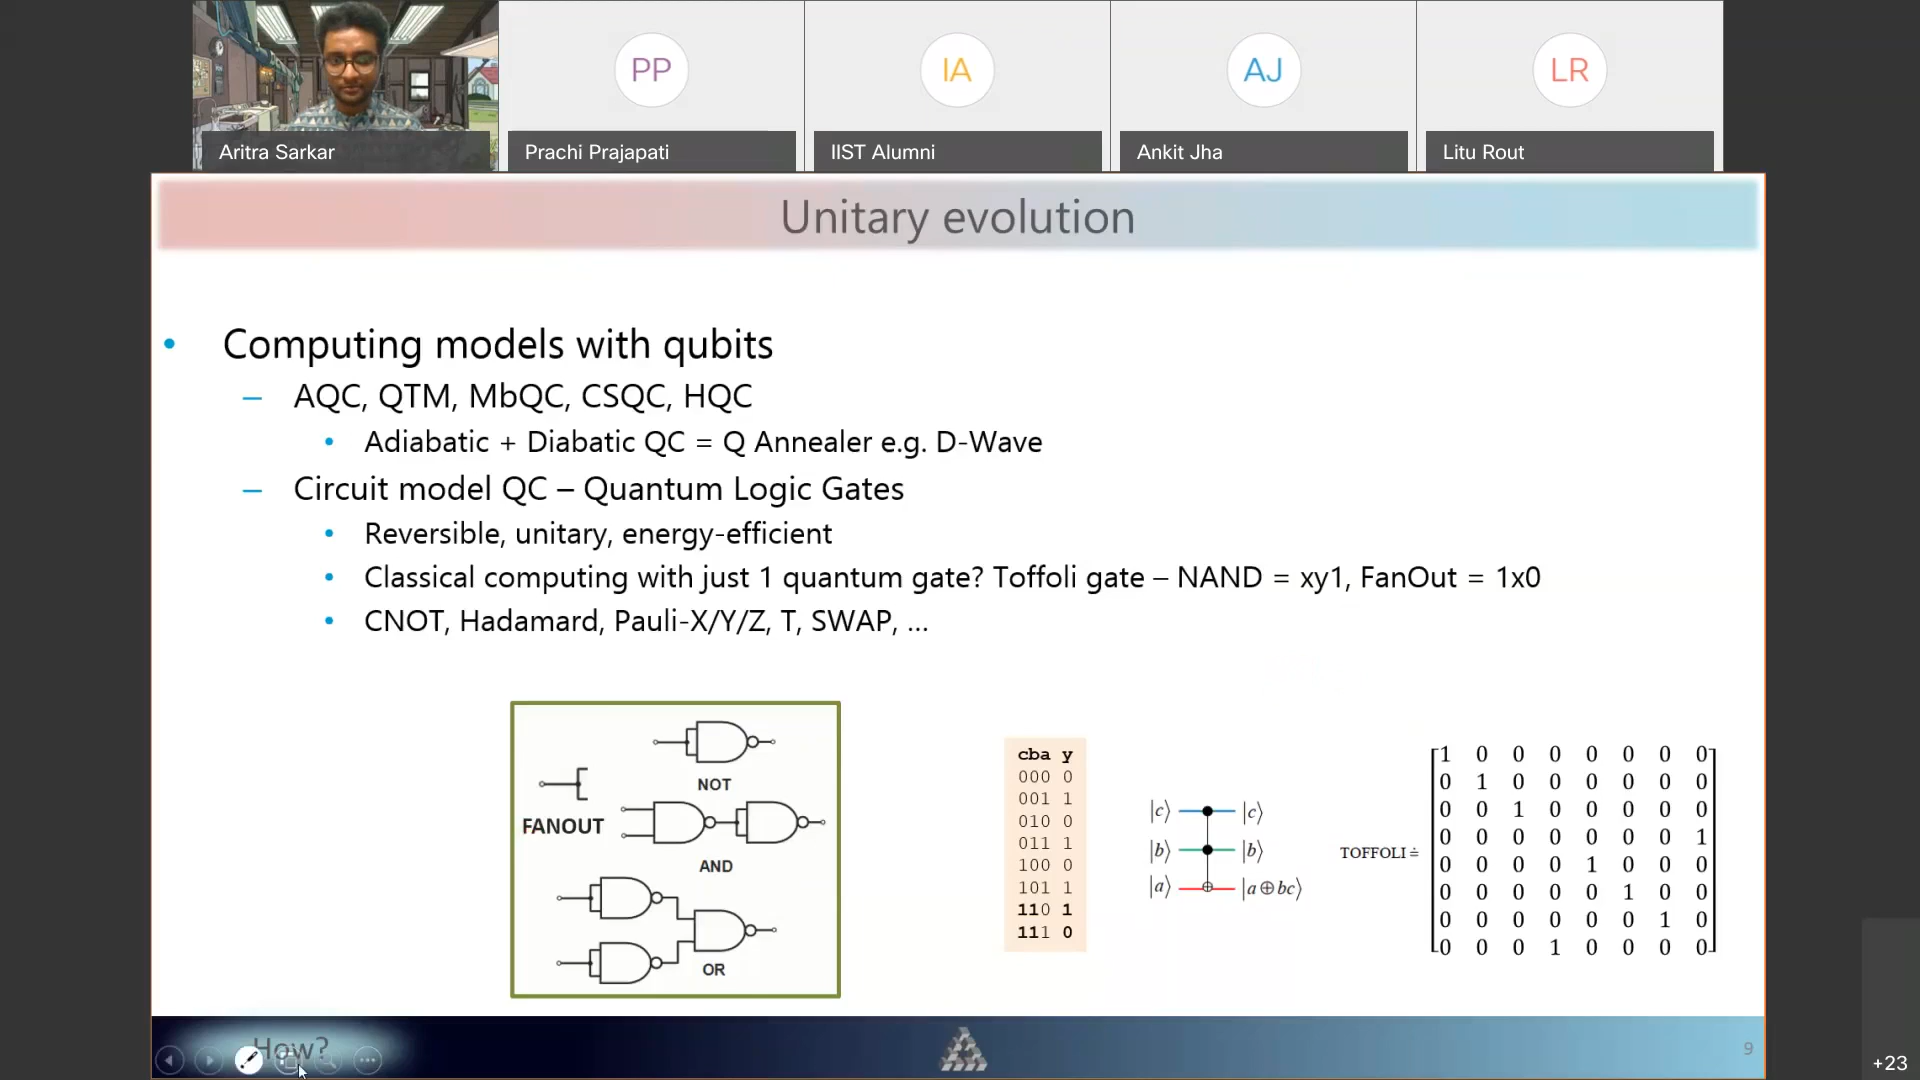 PP
IA
AJ
LR
Aritra Sarkar
Prachi Prajapati
IIST Alumni
Ankit Jha
Litu Rout
Unitary evolution
• Computing models with qubits
– AQC, QTM, MbQC, CSQC, HQC
• Adiabatic + Diabatic QC = Q Annealer e.g. D-Wave
– Circuit model QC – Quantum Logic Gates
• Reversible, unitary, energy-efficient
• Classical computing with just 1 quantum gate? Toffoli gate – NAND = xy1, FanOut = 1x0
• CNOT, Hadamard, Pauli-X/Y/Z, T, SWAP, ...
NOT
FANOUT
AND
OR
cba y
000 0
001 1
010 0
011 1
100 0
101 1
110 1
111 0
|c⟩ |c⟩
|b⟩ |b⟩
|a⟩ |a⊕bc⟩
TOFFOLI ≐
1 0 0 0 0 0 0 0
0 1 0 0 0 0 0 0
0 0 1 0 0 0 0 0
0 0 0 0 0 0 0 1
0 0 0 0 1 0 0 0
0 0 0 0 0 1 0 0
0 0 0 0 0 0 1 0
0 0 0 1 0 0 0 0
How?
9
+23